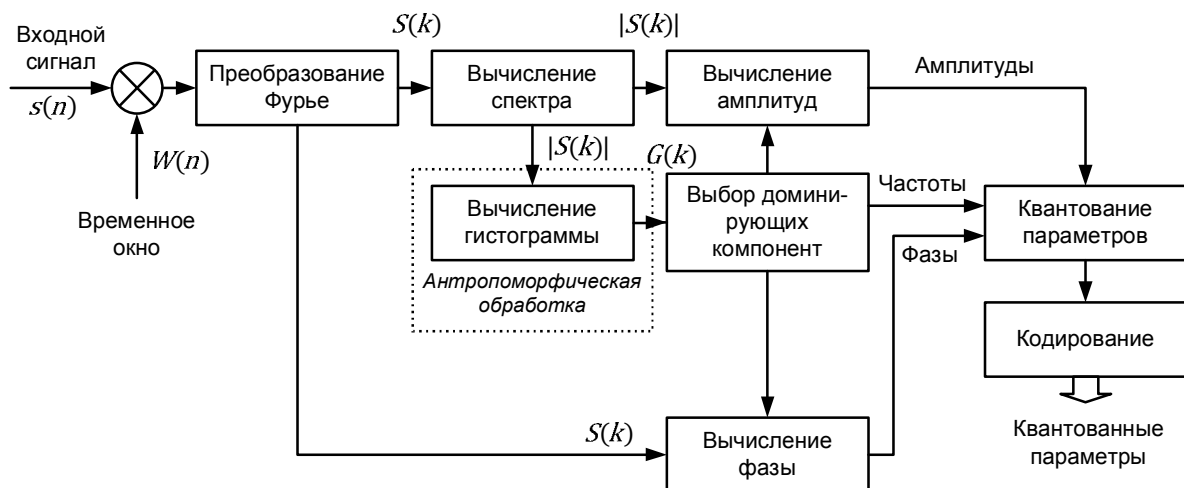 Входной
сигнал
s(n)
W(n)
Временное
окно
Преобразование
Фурье
S(k)
Вычисление
спектра
|S(k)|
Вычисление
амплитуд
Амплитуды
|S(k)|
G(k)
Вычисление
гистограммы
Антропоморфическая
обработка
Выбор домини-
рующих
компонент
Частоты
Фазы
Квантование
параметров
Кодирование
S(k)
Вычисление
фазы
Квантованные
параметры